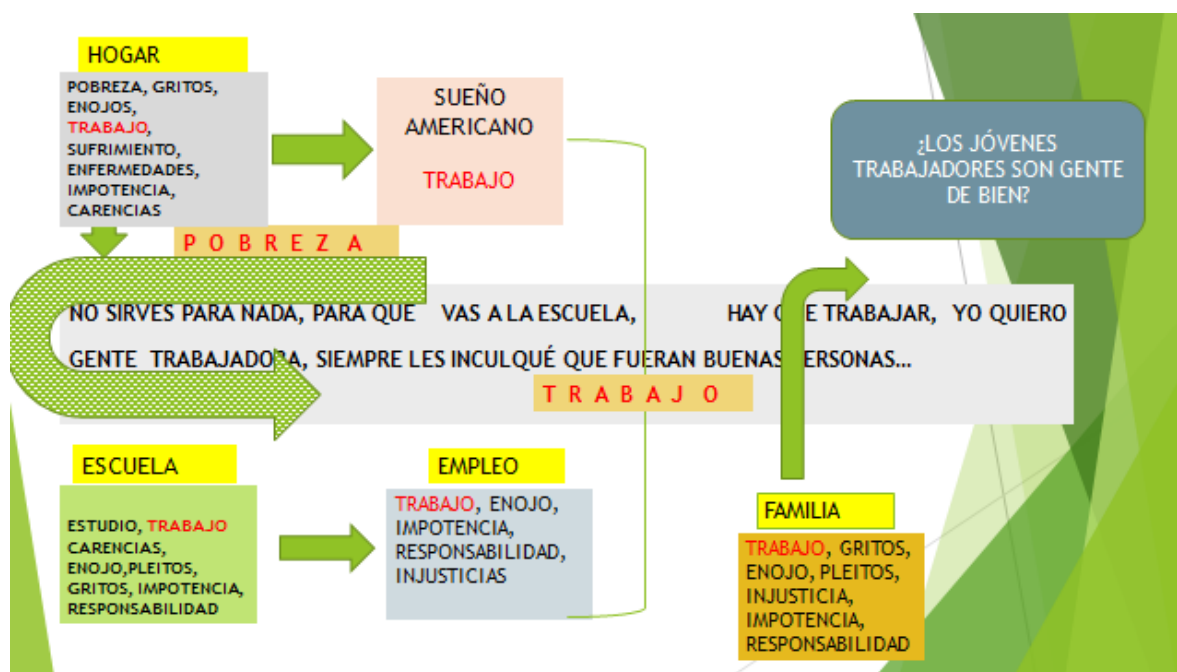 HOGAR
POBREZA, GRITOS,
ENOJOS,
TRABAJO,
SUFRIMIENTO,
ENFERMEDADES,
IMPOTENCIA,
CARENCIAS
SUEÑO
AMERICANO
TRABAJO
¿LOS JÓVENES
TRABAJADORES SON GENTE
DE BIEN?
P O B R E Z A
NO SIRVES PARA NADA, PARA QUE VAS A LA ESCUELA, HAY QUE TRABAJAR, YO QUIERO
GENTE TRABAJADORA, SIEMPRE LES INCULQUÉ QUE FUERAN BUENAS PERSONAS...
T R A B A J O
ESCUELA
ESTUDIO, TRABAJO
CARENCIAS,
ENOJO,PLEITOS,
GRITOS, IMPOTENCIA,
RESPONSABILIDAD
EMPLEO
TRABAJO, ENOJO,
IMPOTENCIA,
RESPONSABILIDAD,
INJUSTICIAS
FAMILIA
TRABAJO, GRITOS,
ENOJO, PLEITOS,
INJUSTICIA,
IMPOTENCIA,
RESPONSABILIDAD